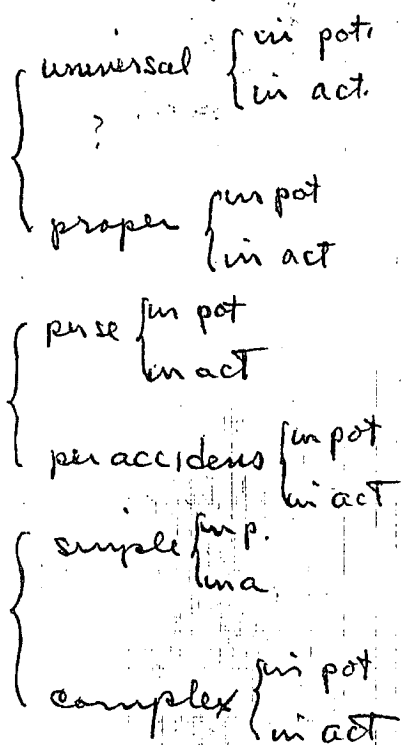 universal { in pot.
in act.
?
proper { in pot
in act
per se { in pot
in act
per accidens { in pot
in act
simple { in p.
in a
complex { in pot
in act